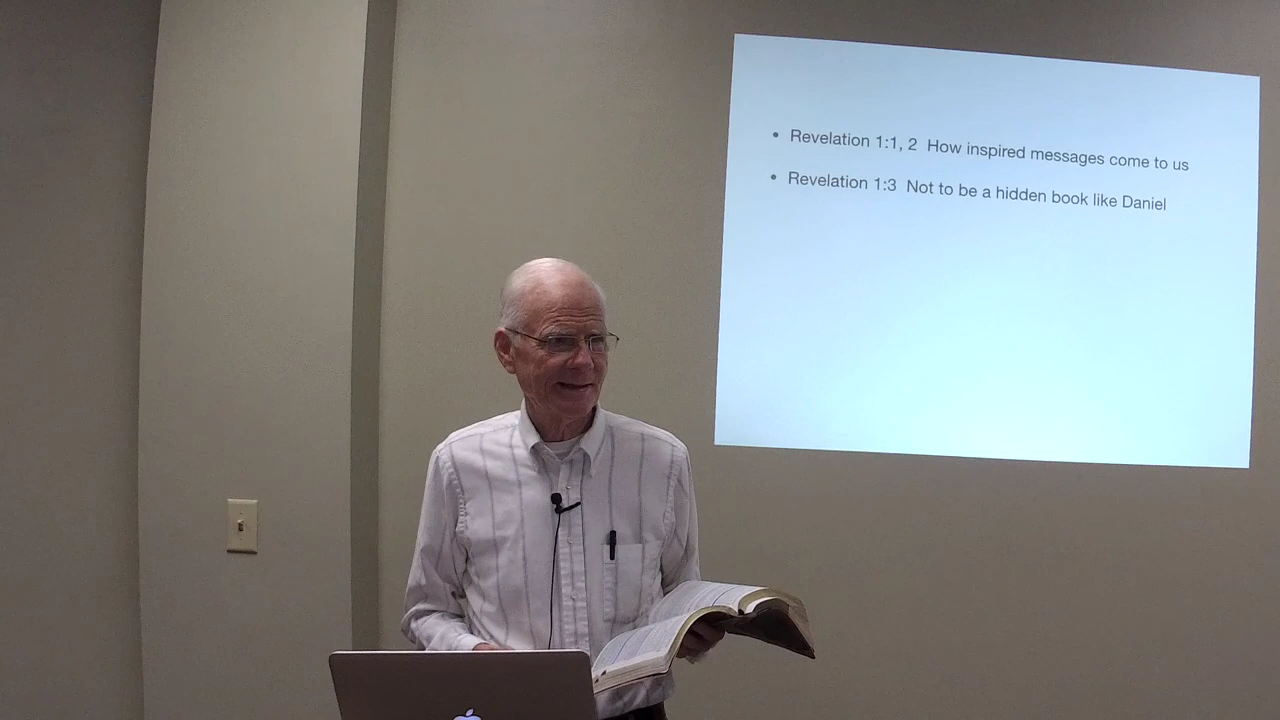 • Revelation 1:1, 2 How inspired messages come to us
• Revelation 1:3 Not to be a hidden book like Daniel